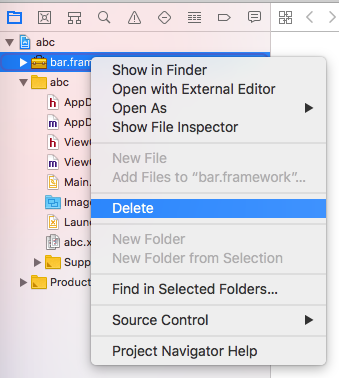 abc
bar.fram
abc
h AppD
m AppD
h View
m View
Main.
Image
Laun
abc.x
Supp
Product
Show in Finder
Open with External Editor
Open As
Show File Inspector
New File
Add Files to “bar.framework”...
Delete
New Folder
New Folder from Selection
Find in Selected Folders...
Source Control
Project Navigator Help